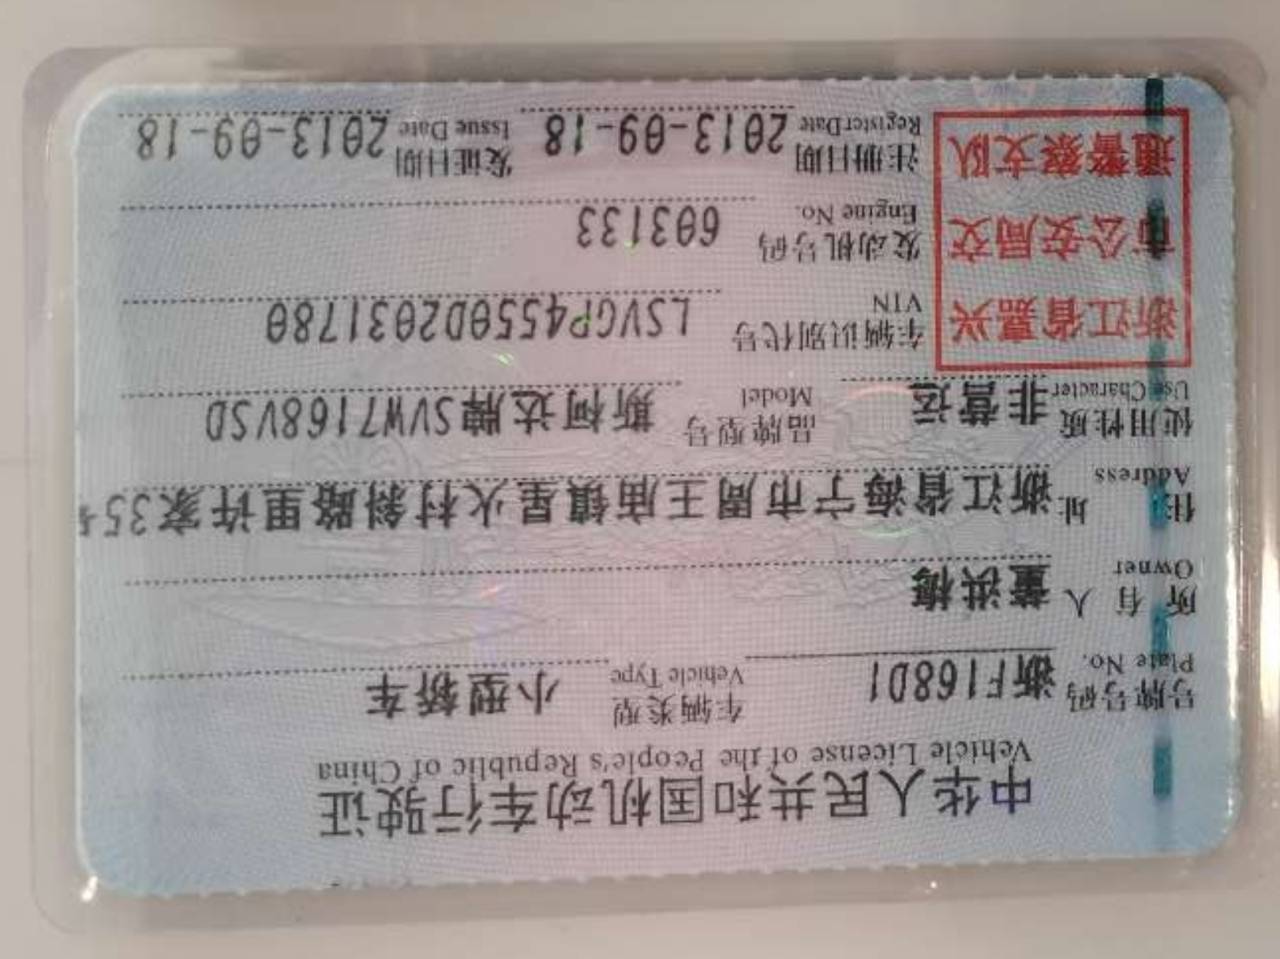 中华人民共和国机动车行驶证
Vehicle License of the People's Republic of China
号牌号码 浙F168D1 车辆类型 小型轿车
Plate No. Vehicle Type
所有人 董洪梅
Owner
住址 浙江省海宁市周王庙镇星火村斜路里许家35号
Address
使用性质 非营运 品牌型号 斯柯达牌SVW7168VSD
Use Character Model
浙江省嘉兴
市公安局交
通警察支队
车辆识别代号 LSVGP4550D2031780
VIN
发动机号码 603133
Engine No.
注册日期 2013-09-18 发证日期 2013-09-18
Register Date Issue Date